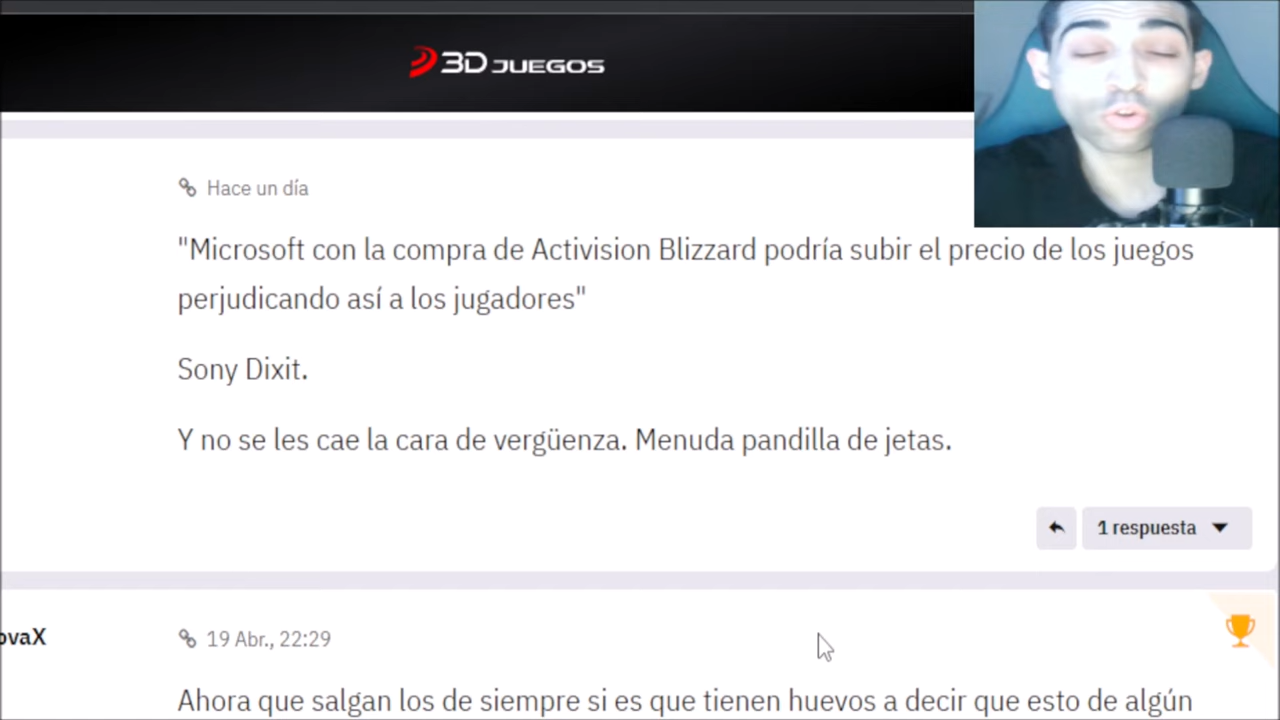 3D JUEGOS
Hace un día
"Microsoft con la compra de Activision Blizzard podría subir el precio de los juegos
perjudicando así a los jugadores"
Sony Dixit.
Y no se les cae la cara de vergüenza. Menuda pandilla de jetas.
1 respuesta
ovaX
19 Abr., 22:29
Ahora que salgan los de siempre si es que tienen huevos a decir que esto de algún